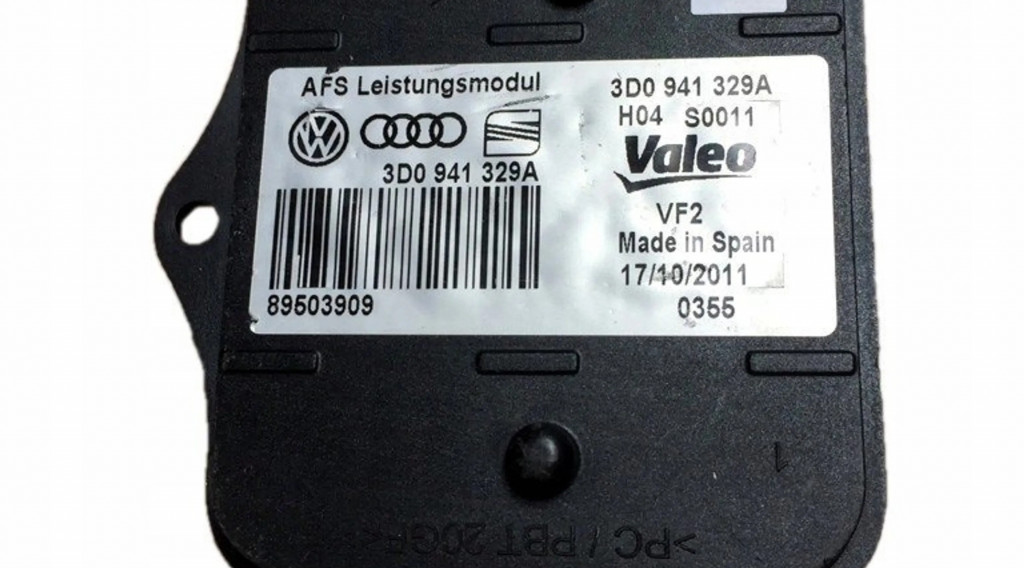 AFS Leistungsmodul
3D0 941 329A
89503909
3D0 941 329A
H04 S0011
Valeo
VF2
Made in Spain
17/10/2011
0355
1
>PC / PBT 20GF<